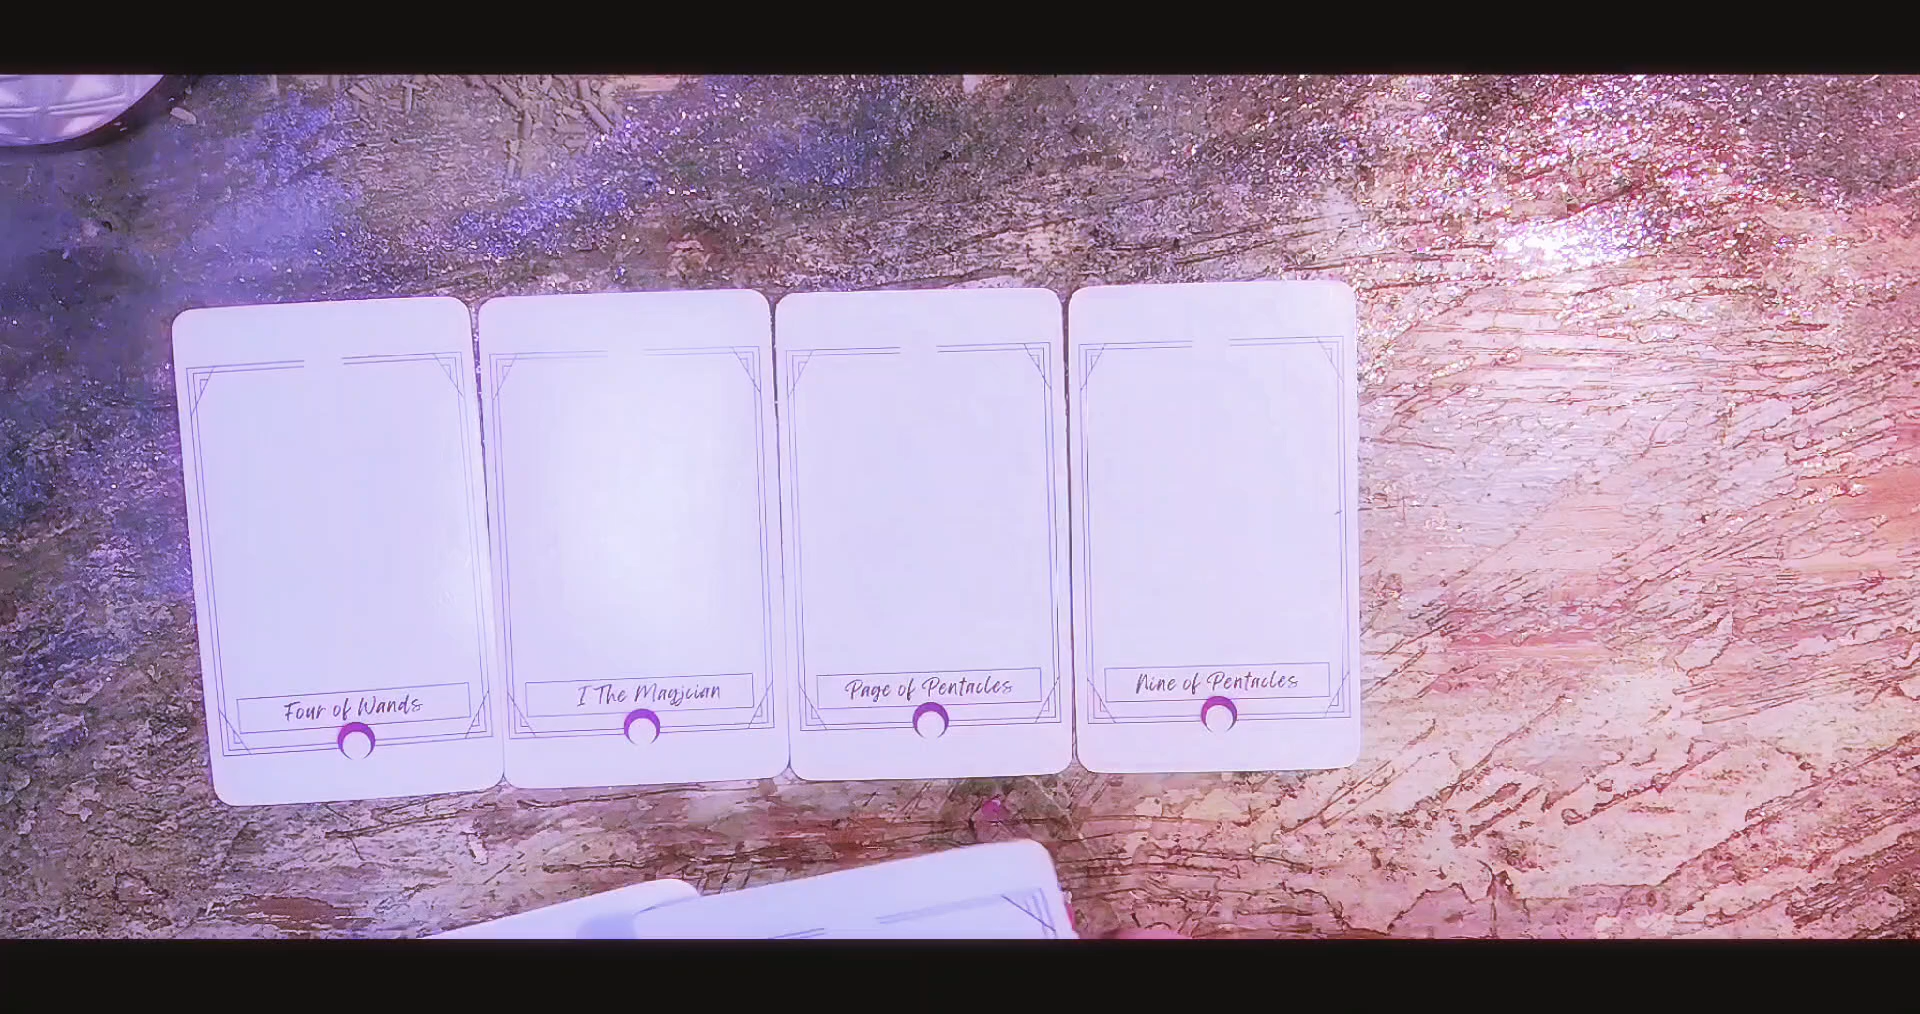 Four of Wands
I The Magician
Page of Pentacles
Nine of Pentacles